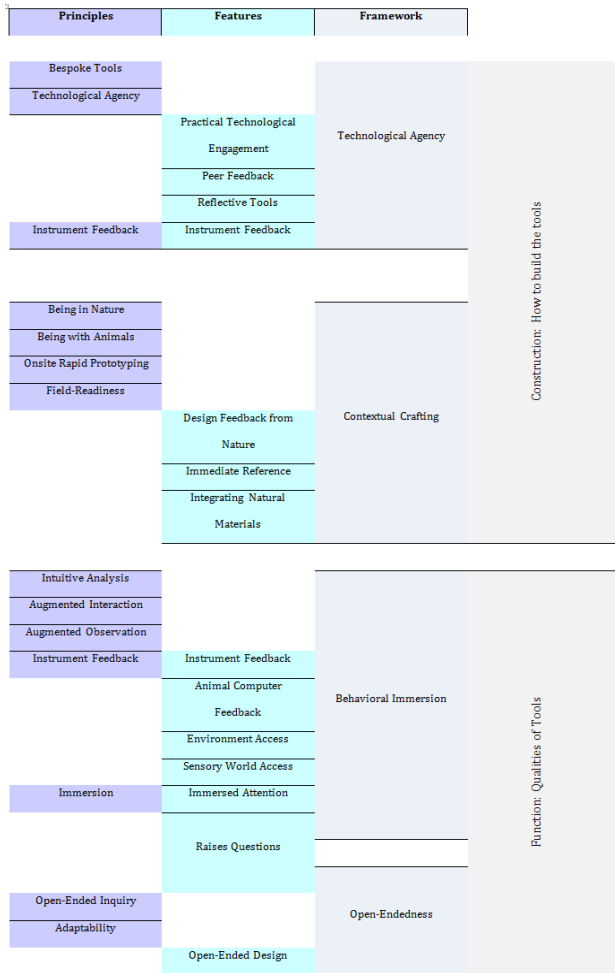 Principles Features Framework
Bespoke Tools
Technological Agency
Practical Technological
Engagement
Technological Agency
Peer Feedback
Reflective Tools
Instrument Feedback Instrument Feedback
Construction: How to build the tools
Being in Nature
Being with Animals
Onsite Rapid Prototyping
Field-Readiness
Design Feedback from
Nature
Contextual Crafting
Immediate Reference
Integrating Natural
Materials
Intuitive Analysis
Augmented Interaction
Augmented Observation
Instrument Feedback Instrument Feedback
Animal Computer
Feedback
Behavioral Immersion
Environment Access
Sensory World Access
Immersion Immersed Attention
Raises Questions
Function: Qualities of Tools
Open-Ended Inquiry
Adaptability
Open-Endedness
Open-Ended Design